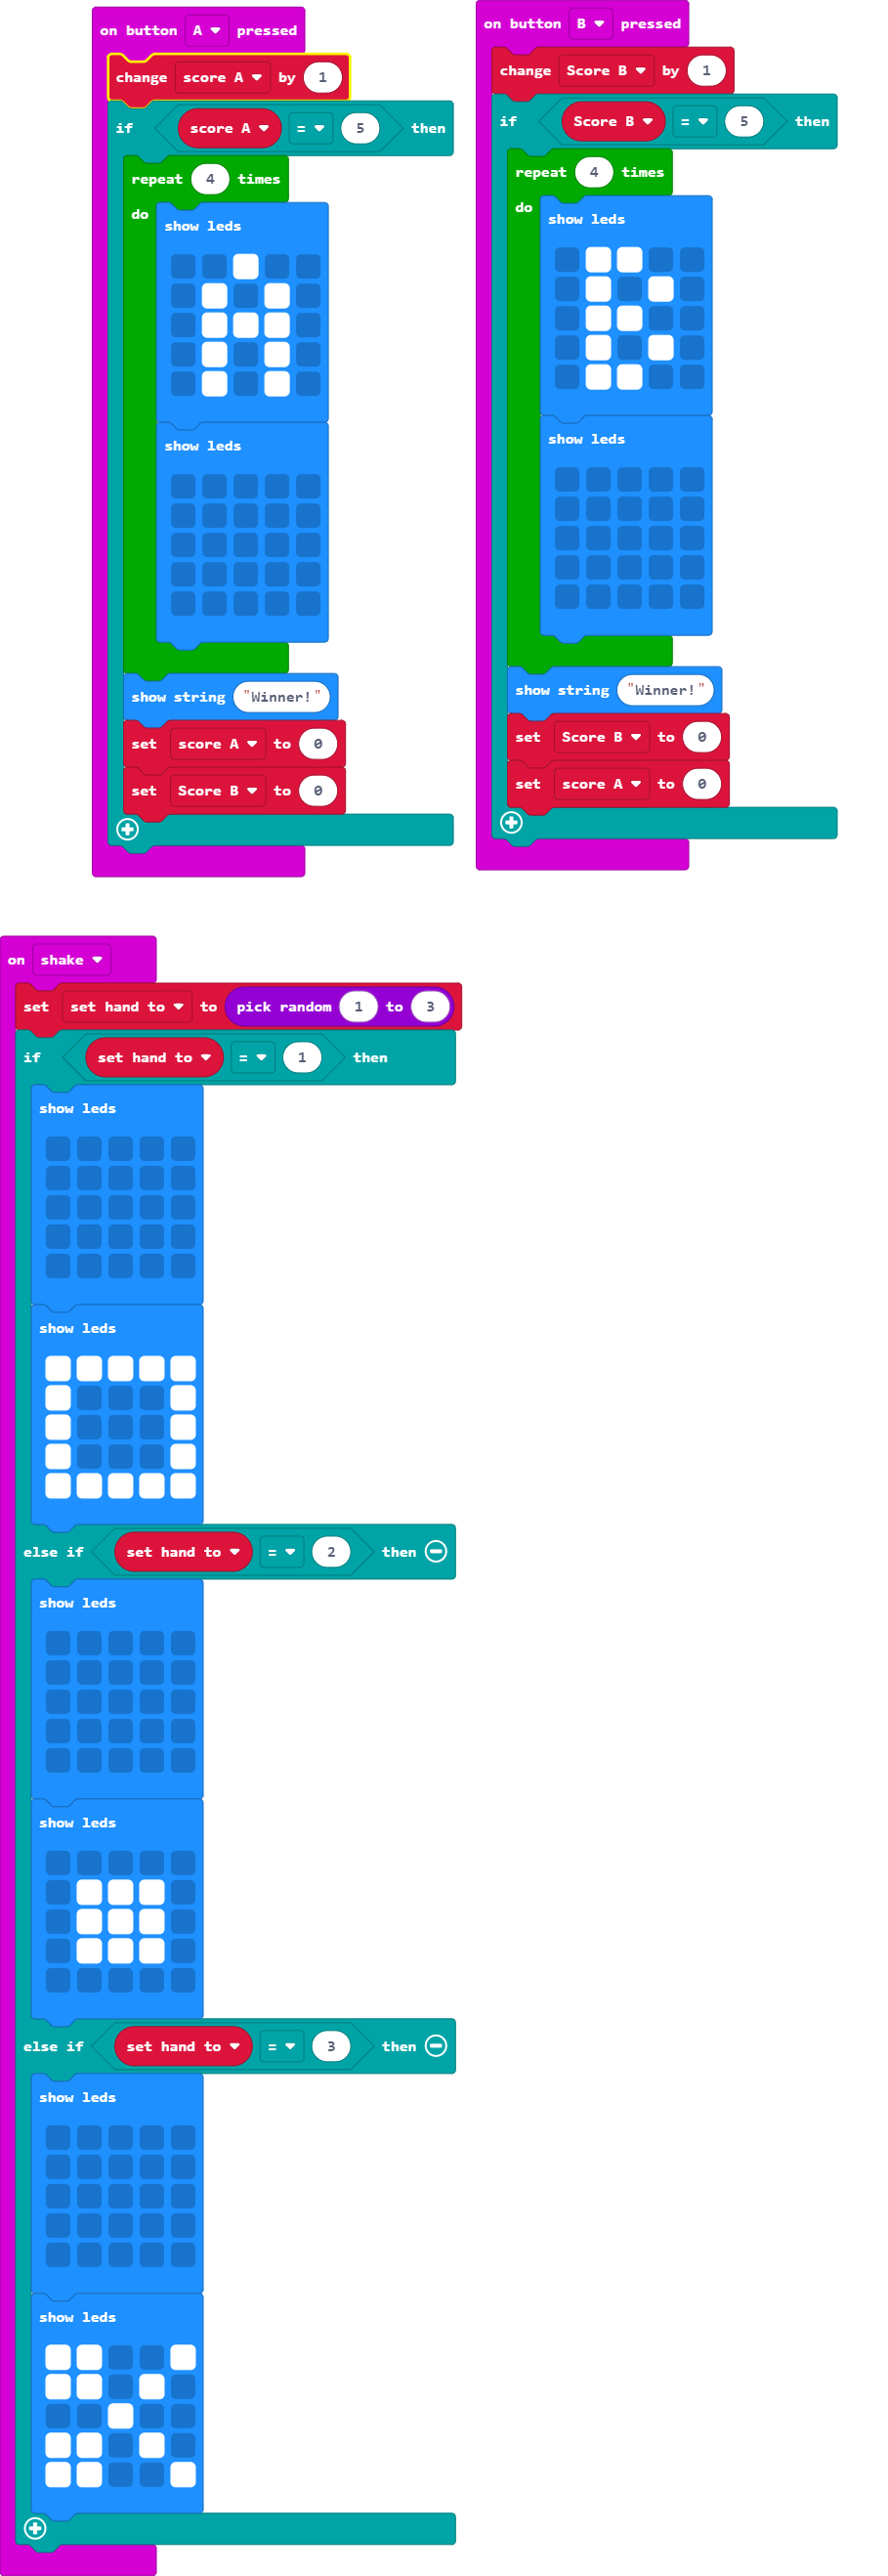 on button A pressed
change score A by 1
if score A = 5 then
repeat 4 times
do
show leds
show leds
show string "Winner!"
set score A to 0
set Score B to 0
on button B pressed
change Score B by 1
if Score B = 5 then
repeat 4 times
do
show leds
show leds
show string "Winner!"
set Score B to 0
set score A to 0
on shake
set set hand to to pick random 1 to 3
if set hand to = 1 then
show leds
show leds
else if set hand to = 2 then
show leds
show leds
else if set hand to = 3 then
show leds
show leds